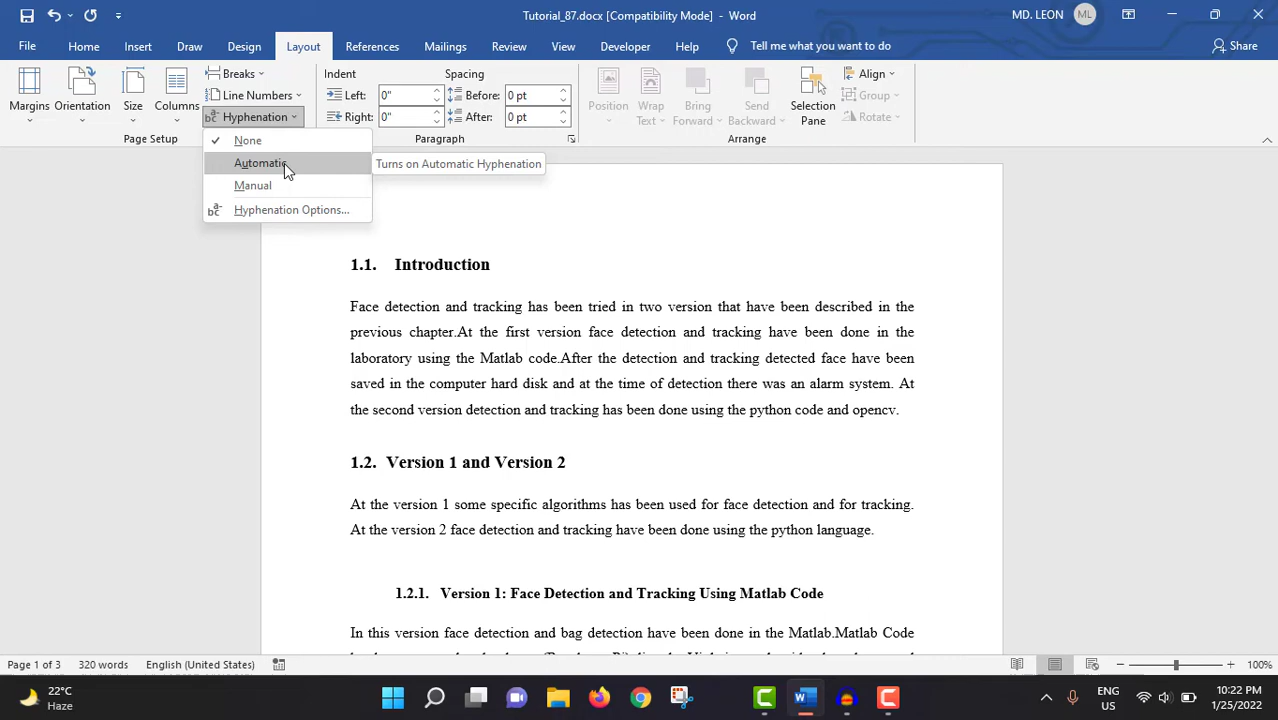 Tutorial_87.docx [Compatibility Mode] - Word
MD. LEON
ML
File
Home
Insert
Draw
Design
Layout
References
Mailings
Review
View
Developer
Help
Tell me what you want to do
Share
Margins
Orientation
Size
Columns
Breaks
Line Numbers
Hyphenation
Page Setup
Indent
Left: 0"
Right: 0"
Spacing
Before: 0 pt
After: 0 pt
Paragraph
Position
Wrap Text
Bring Forward
Send Backward
Selection Pane
Align
Group
Rotate
Arrange
None
Automatic
Manual
Hyphenation Options...
Turns on Automatic Hyphenation
1.1. Introduction
Face detection and tracking has been tried in two version that have been described in the
previous chapter.At the first version face detection and tracking have been done in the
laboratory using the Matlab code.After the detection and tracking detected face have been
saved in the computer hard disk and at the time of detection there was an alarm system. At
the second version detection and tracking has been done using the python code and opencv.
1.2. Version 1 and Version 2
At the version 1 some specific algorithms has been used for face detection and for tracking.
At the version 2 face detection and tracking have been done using the python language.
1.2.1. Version 1: Face Detection and Tracking Using Matlab Code
In this version face detection and bag detection have been done in the Matlab.Matlab Code
Page 1 of 3
320 words
English (United States)
100%
22°C
Haze
ENG
US
10:22 PM
1/25/2022